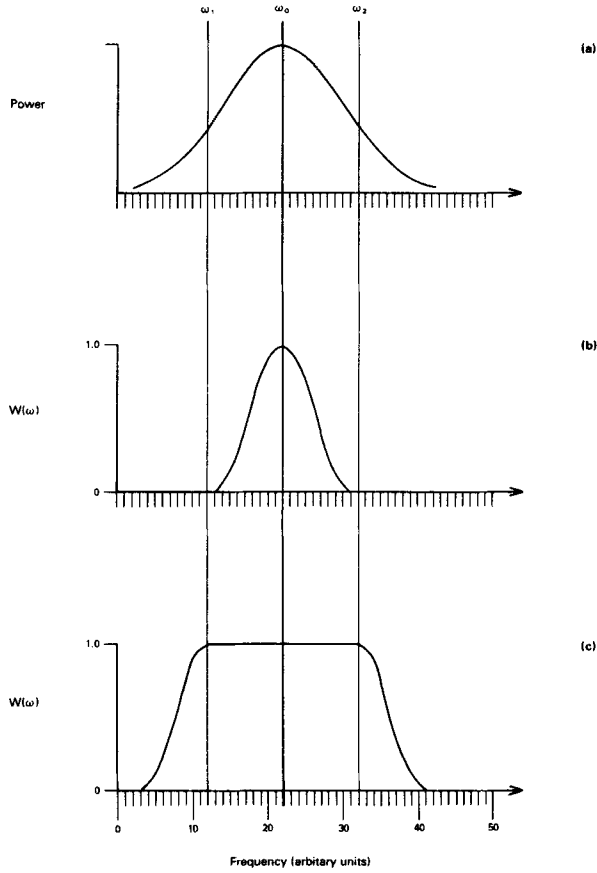 ω₁ ω₀ ω₂
(a)
Power
(b)
1.0
W(ω)
0
(c)
1.0
W(ω)
0
0 10 20 30 40 50
Frequency (arbitary units)